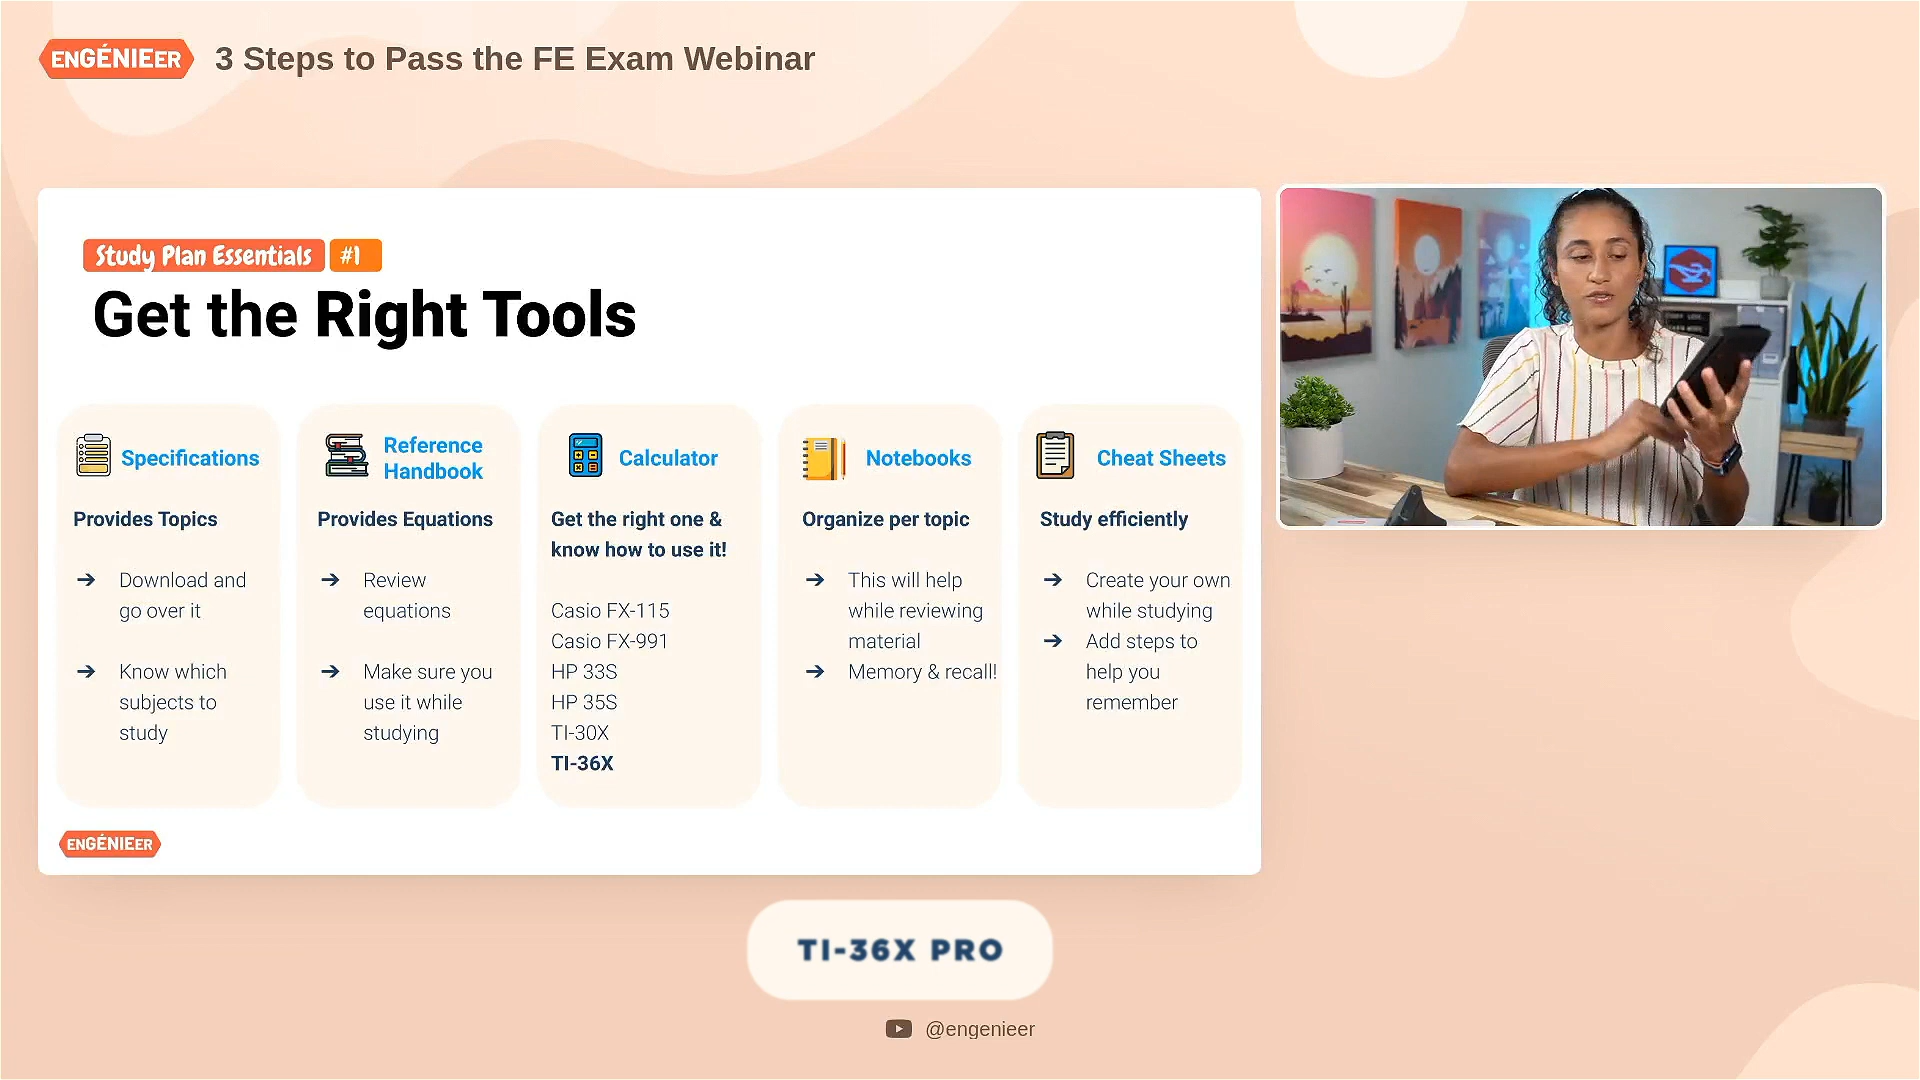 ENGÉNIEER
3 Steps to Pass the FE Exam Webinar
Study Plan Essentials #1
Get the Right Tools
Specifications
Provides Topics
➔ Download and
go over it
➔ Know which
subjects to
study
Reference
Handbook
Provides Equations
➔ Review
equations
➔ Make sure you
use it while
studying
Calculator
Get the right one &
know how to use it!
Casio FX-115
Casio FX-991
HP 33S
HP 35S
TI-30X
TI-36X
Notebooks
Organize per topic
➔ This will help
while reviewing
material
➔ Memory & recall!
Cheat Sheets
Study efficiently
➔ Create your own
while studying
➔ Add steps to
help you
remember
ENGÉNIEER
TI-36X PRO
@engenieer